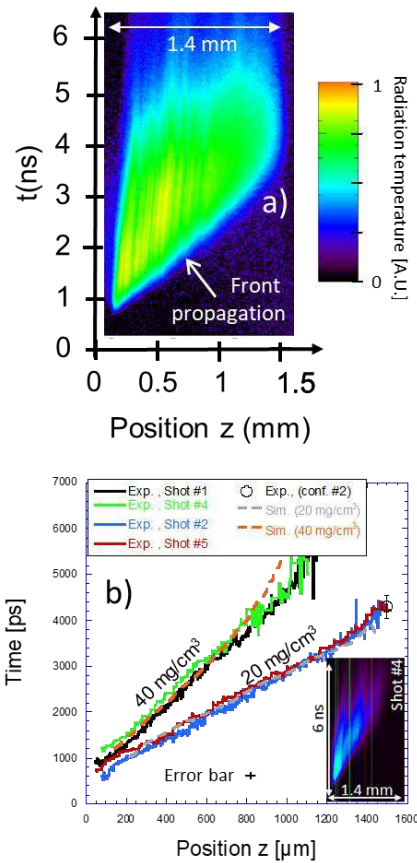 6
5
4
3
2
1
0
t(ns)
1.4 mm
a)
Front
propagation
0
0.5
1.0
1.5
Position z (mm)
1
0
Radiation temperature [A.U.]
7000
6000
5000
4000
3000
2000
1000
0
Time [ps]
Exp. , Shot #1
Exp. , Shot #4
Exp. , Shot #2
Exp. , Shot #5
Exp., (conf. #2)
Sim. (20 mg/cm³)
Sim. (40 mg/cm³)
b)
40 mg/cm³
20 mg/cm³
Error bar
6 ns
Shot #4
1.4 mm
0
200
400
600
800
1000
1200
1400
1600
Position z [µm]